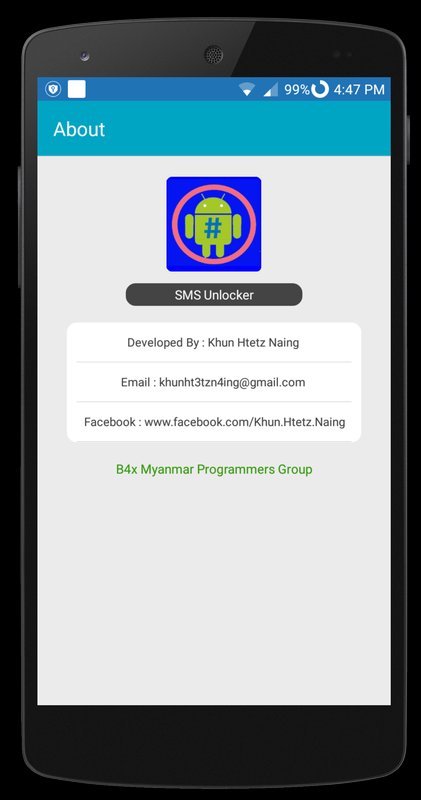 99% 4:47 PM
About
#
SMS Unlocker
Developed By : Khun Htetz Naing
Email : khunht3tzn4ing@gmail.com
Facebook : www.facebook.com/Khun.Htetz.Naing
B4x Myanmar Programmers Group